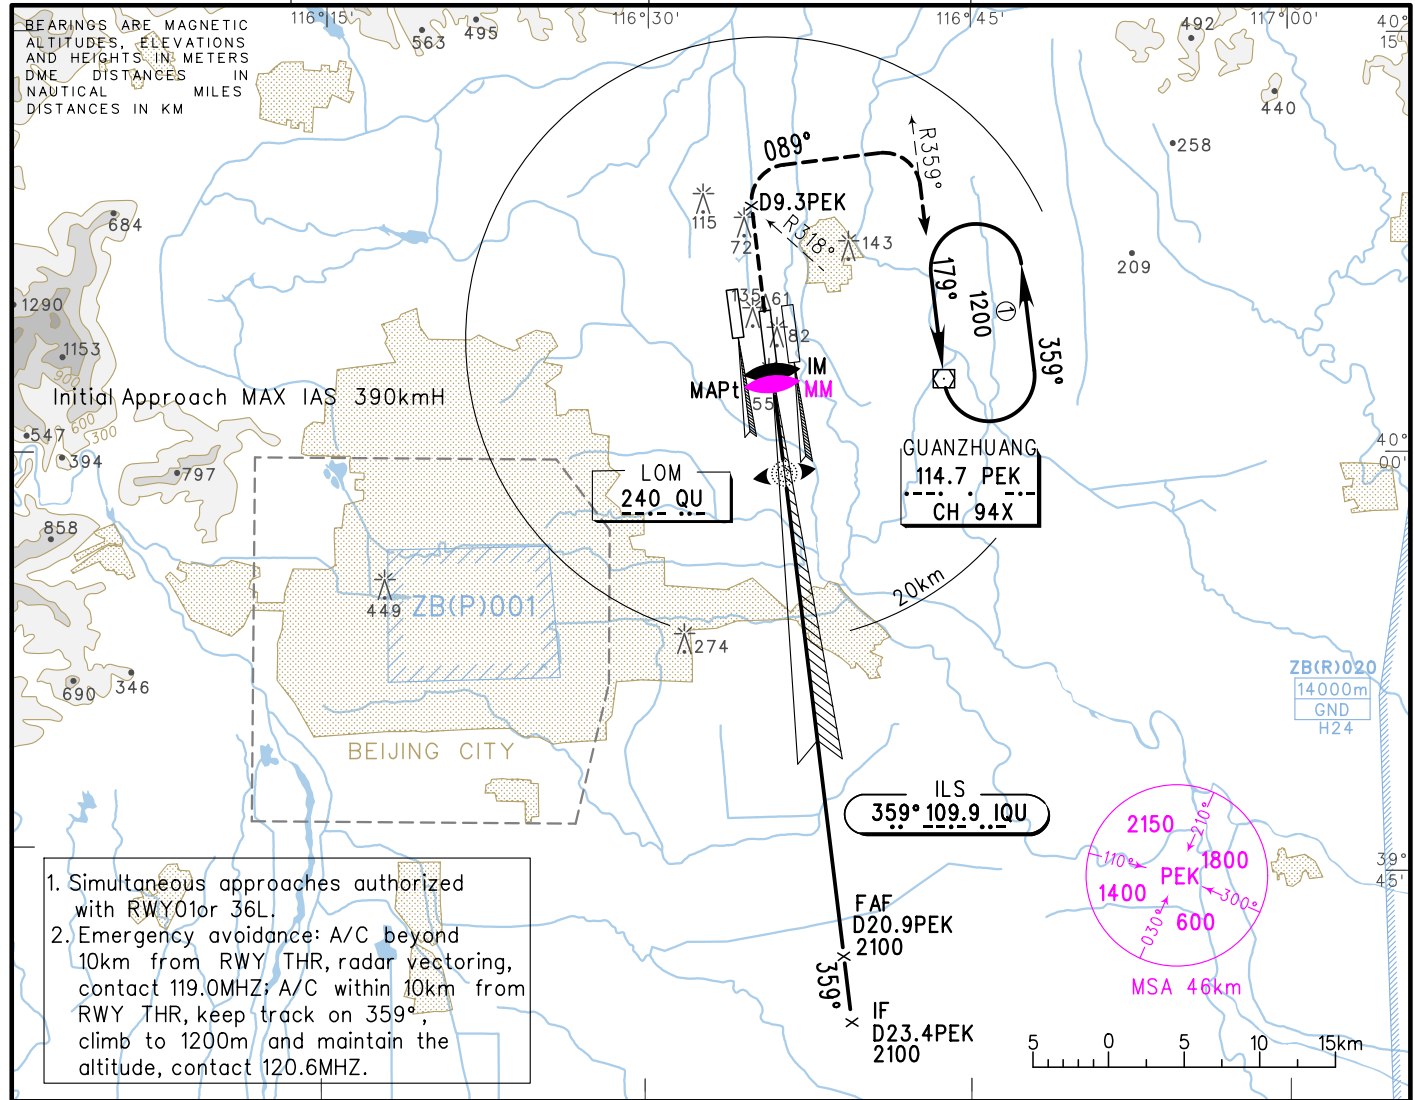 116°15'
116°30'
116°45'
117°00'
40°
15'
BEARINGS ARE MAGNETIC
ALTITUDES, ELEVATIONS
AND HEIGHTS IN METERS
DME DISTANCES IN
NAUTICAL MILES
DISTANCES IN KM
563
495
492
440
258
209
684
1290
1153
900
600
300
547
394
797
858
690
346
Initial Approach MAX IAS 390kmH
089°
R359°
D9.3PEK
R318°
115
72
143
135
61
82
55
IM
MM
MAPt
179°
1200
1
359°
LOM
240 QU
GUANZHUANG
114.7 PEK
CH 94X
40°
00'
20km
449
ZB(P)001
274
BEIJING CITY
ZB(R)020
14000m
GND
H24
ILS
359° 109.9 IQU
2150
210°
110°
1800
PEK
1400
300°
030°
600
MSA 46km
39°
45'
FAF
D20.9PEK
2100
359°
IF
D23.4PEK
2100
1. Simultaneous approaches authorized
with RWY01or 36L.
2. Emergency avoidance: A/C beyond
10km from RWY THR, radar vectoring,
contact 119.0MHZ; A/C within 10km from
RWY THR, keep track on 359°,
climb to 1200m and maintain the
altitude, contact 120.6MHZ.
5 0 5 10 15km